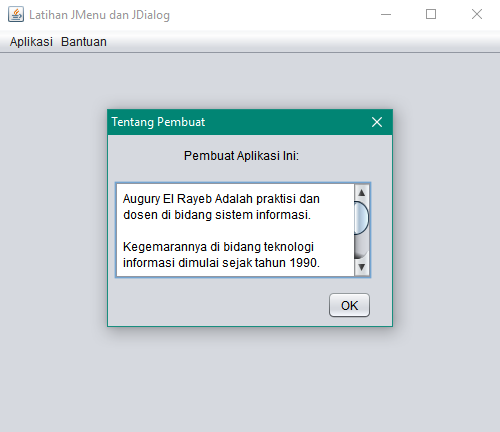 Latihan JMenu dan JDialog
Aplikasi Bantuan
Tentang Pembuat
Pembuat Aplikasi Ini:
Augury El Rayeb Adalah praktisi dan
dosen di bidang sistem informasi.
Kegemarannya di bidang teknologi
informasi dimulai sejak tahun 1990.
OK